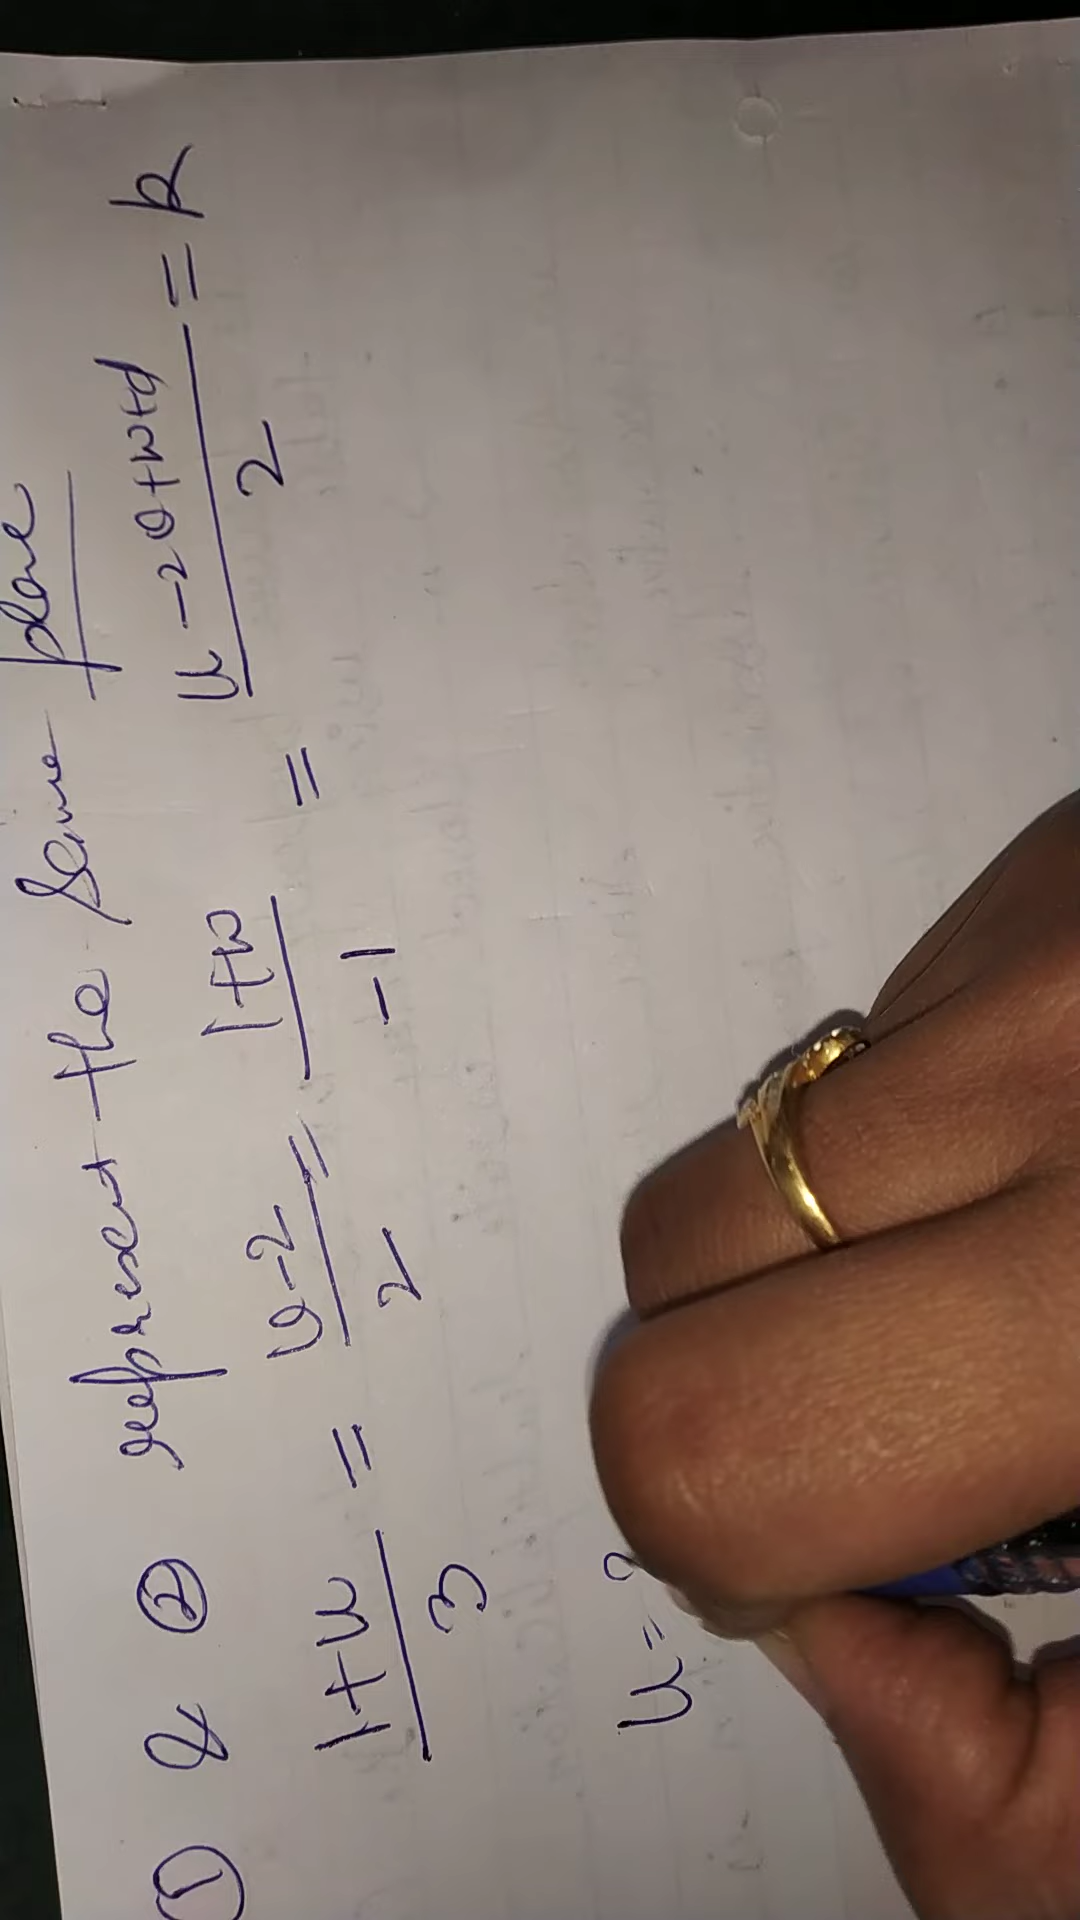 ① & ② represent the same plane
1+u/3 = v-2/2 = 1+w/-1 = u-2v+w+d/2 = k
u =